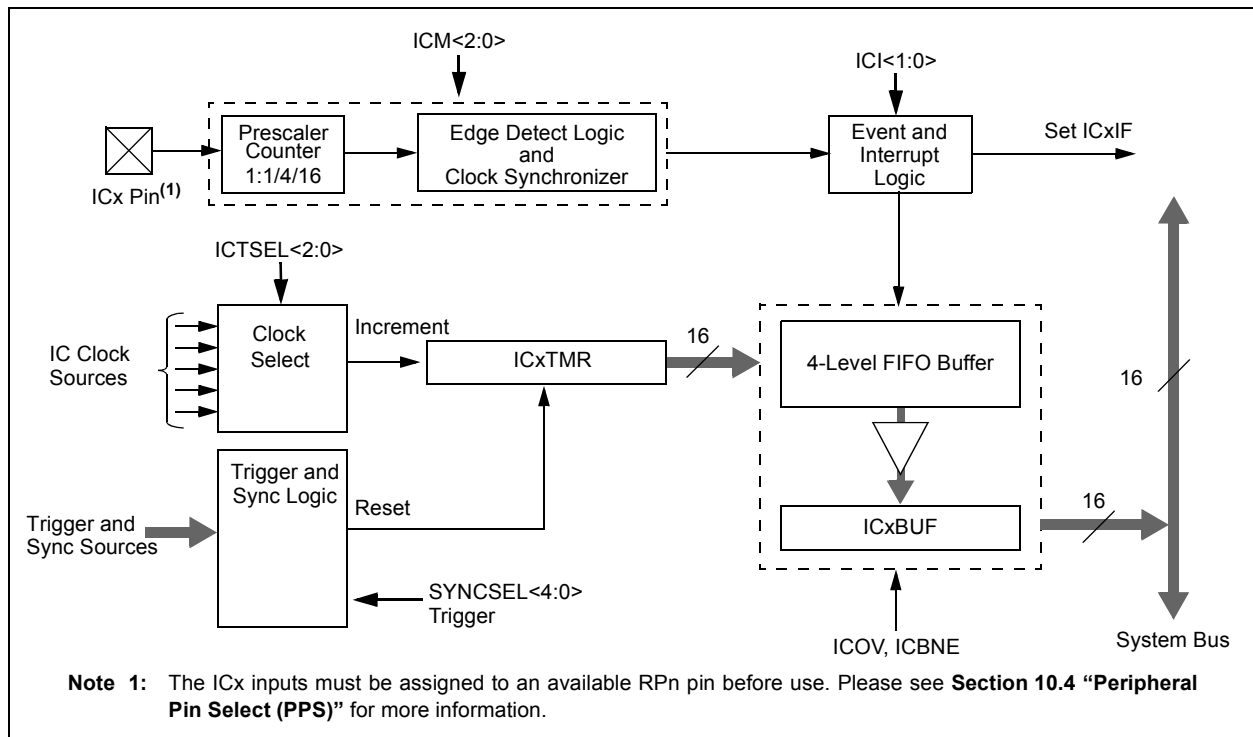 ICM<2:0>
ICI<1:0>
Prescaler
Counter
1:1/4/16
Edge Detect Logic
and
Clock Synchronizer
Event and
Interrupt
Logic
Set ICxIF
ICx Pin(1)
ICTSEL<2:0>
IC Clock
Sources
Clock
Select
Increment
ICxTMR
16
4-Level FIFO Buffer
16
Trigger and
Sync Logic
Reset
Trigger and
Sync Sources
ICxBUF
16
SYNCSEL<4:0>
Trigger
ICOV, ICBNE
System Bus
Note 1: The ICx inputs must be assigned to an available RPn pin before use. Please see Section 10.4 “Peripheral
Pin Select (PPS)” for more information.